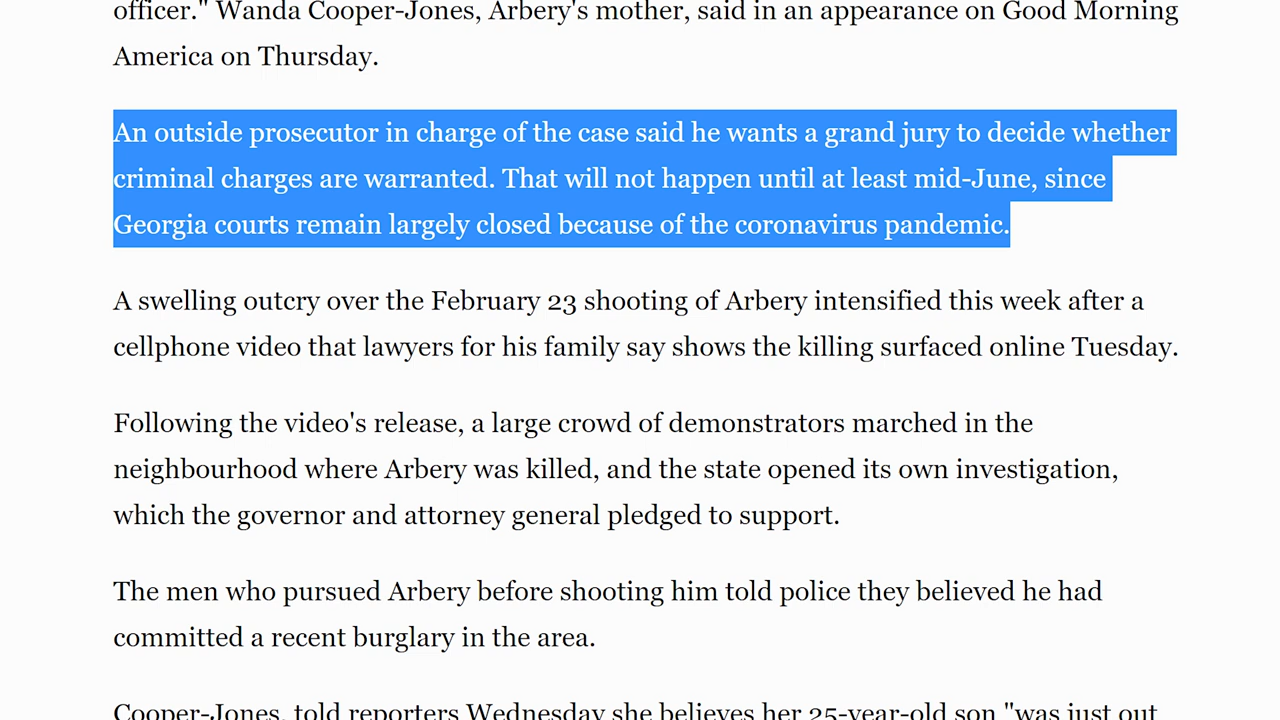 officer." Wanda Cooper-Jones, Arbery's mother, said in an appearance on Good Morning
America on Thursday.
An outside prosecutor in charge of the case said he wants a grand jury to decide whether
criminal charges are warranted. That will not happen until at least mid-June, since
Georgia courts remain largely closed because of the coronavirus pandemic.
A swelling outcry over the February 23 shooting of Arbery intensified this week after a
cellphone video that lawyers for his family say shows the killing surfaced online Tuesday.
Following the video's release, a large crowd of demonstrators marched in the
neighbourhood where Arbery was killed, and the state opened its own investigation,
which the governor and attorney general pledged to support.
The men who pursued Arbery before shooting him told police they believed he had
committed a recent burglary in the area.
Cooper-Jones, told reporters Wednesday she believes her 25-year-old son "was just out